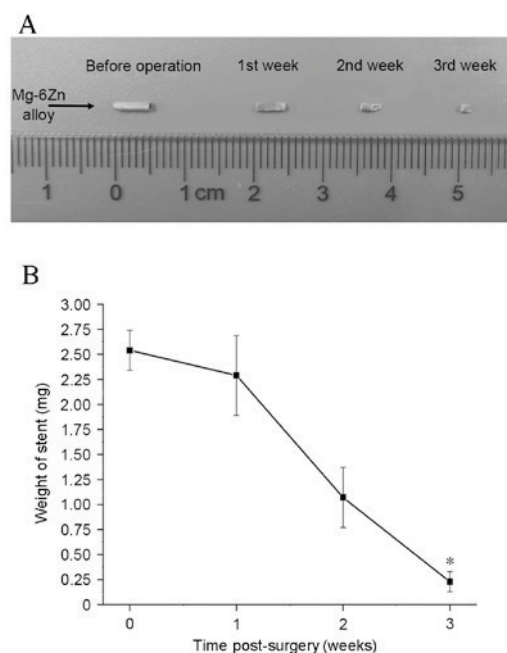 A
Before operation 1st week 2nd week 3rd week
Mg-6Zn
alloy
1 0 1 cm 2 3 4 5
B
3.00
2.75
2.50
2.25
2.00
1.75
1.50
1.25
1.00
0.75
0.50
0.25
0
Weight of stent (mg)
*
0 1 2 3
Time post-surgery (weeks)